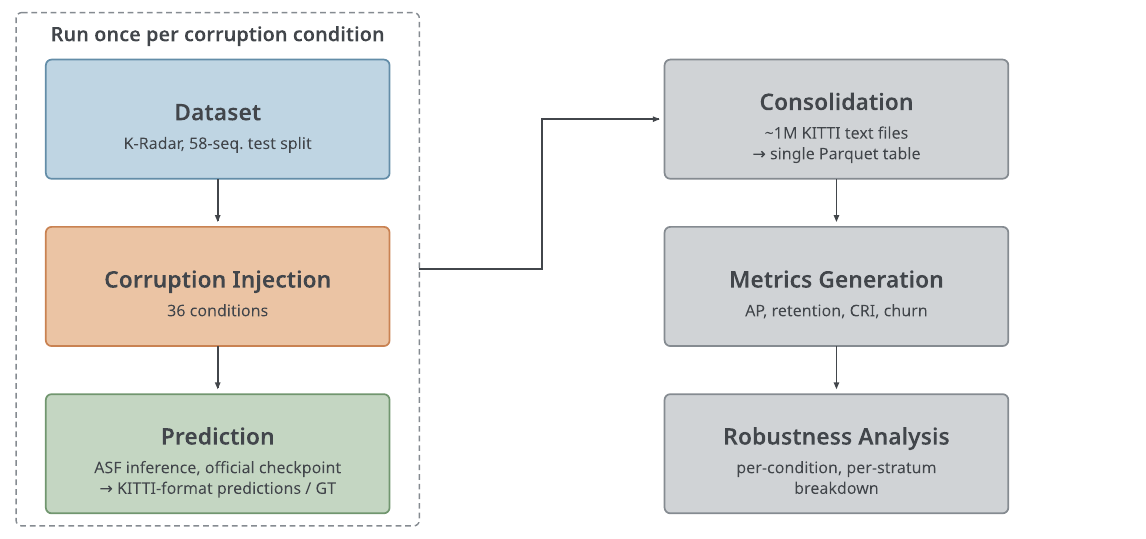 Run once per corruption condition
Dataset
K-Radar, 58-seq. test split
Corruption Injection
36 conditions
Prediction
ASF inference, official checkpoint
→ KITTI-format predictions / GT
Consolidation
~1M KITTI text files
→ single Parquet table
Metrics Generation
AP, retention, CRI, churn
Robustness Analysis
per-condition, per-stratum
breakdown